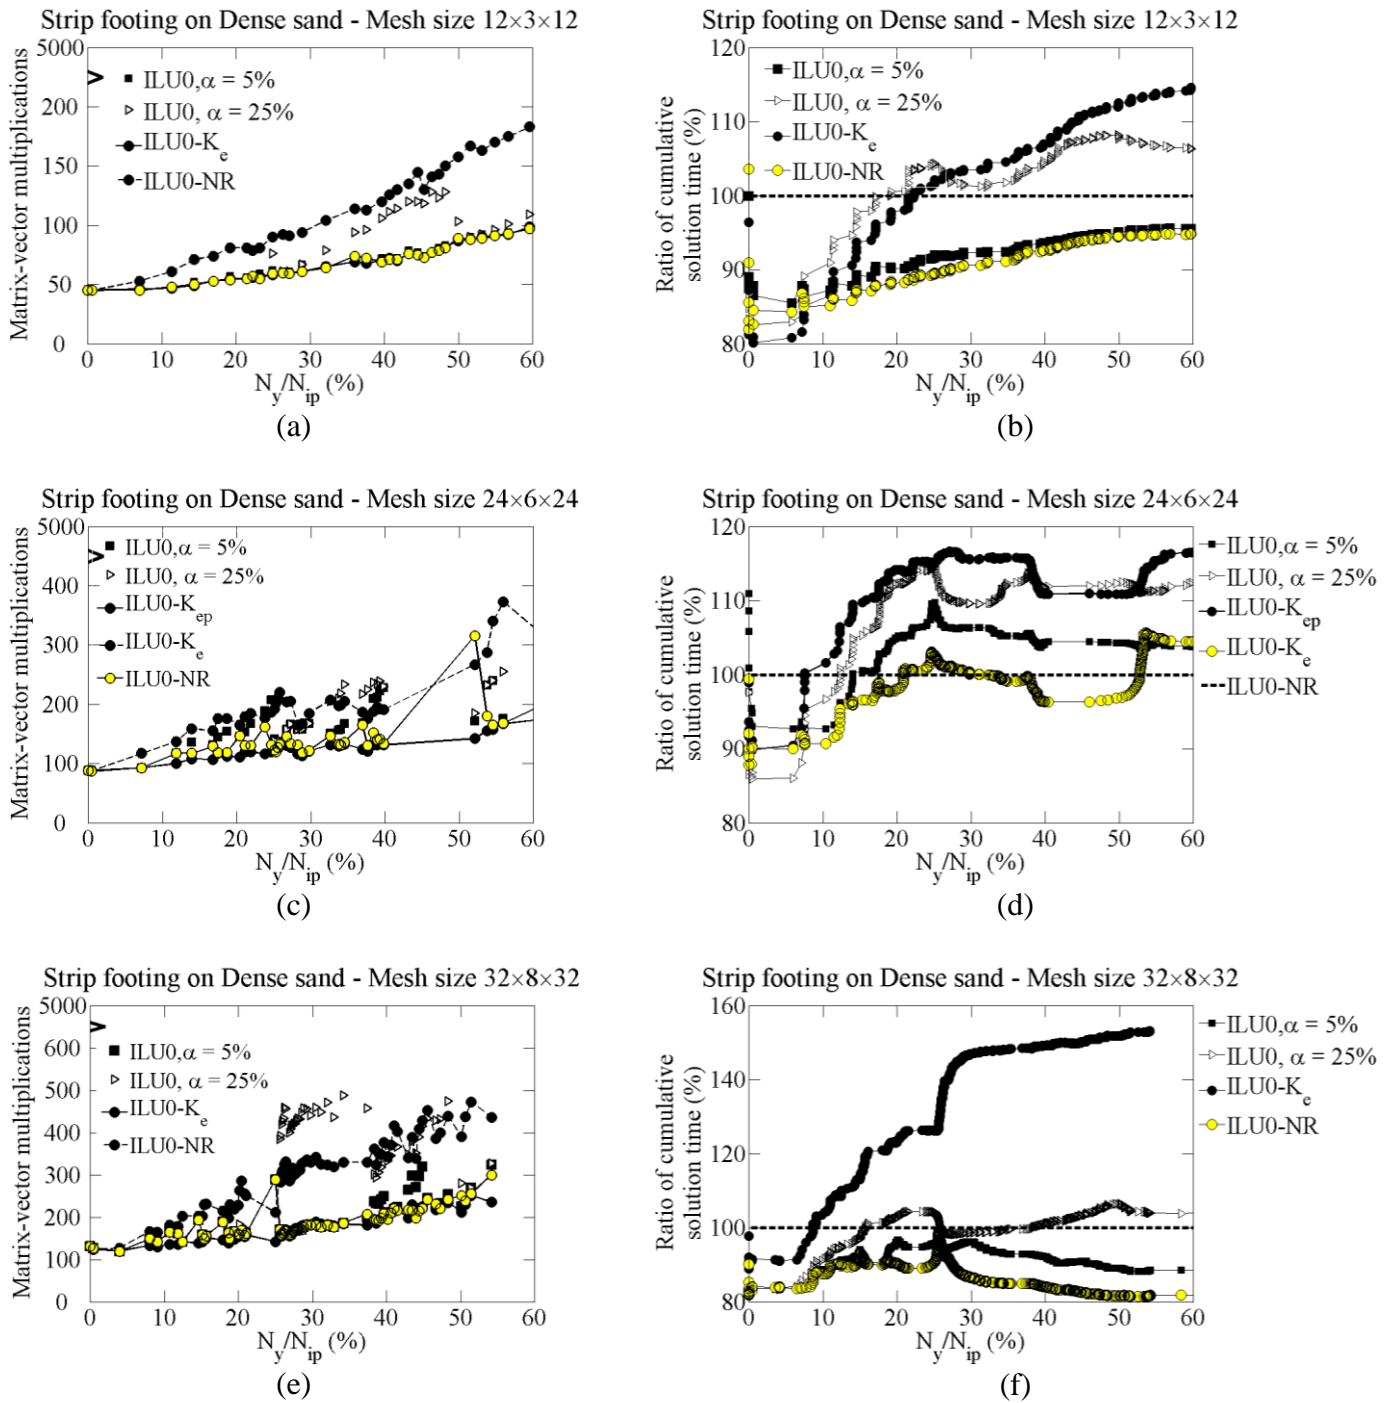 Strip footing on Dense sand - Mesh size 12×3×12
Matrix-vector multiplications
5000
200
150
100
50
0
>
ILU0,α = 5%
ILU0, α = 25%
ILU0-Ke
ILU0-NR
0 10 20 30 40 50 60
Ny/Nip (%)
(a)
Strip footing on Dense sand - Mesh size 12×3×12
Ratio of cumulative
solution time (%)
120
110
100
90
80
ILU0,α = 5%
ILU0, α = 25%
ILU0-Ke
ILU0-NR
0 10 20 30 40 50 60
Ny/Nip (%)
(b)
Strip footing on Dense sand - Mesh size 24×6×24
Matrix-vector multiplications
5000
400
300
200
100
0
>
ILU0,α = 5%
ILU0, α = 25%
ILU0-Kep
ILU0-Ke
ILU0-NR
0 10 20 30 40 50 60
Ny/Nip (%)
(c)
Strip footing on Dense sand - Mesh size 24×6×24
Ratio of cumulative
solution time (%)
120
110
100
90
80
ILU0,α = 5%
ILU0, α = 25%
ILU0-Kep
ILU0-Ke
ILU0-NR
0 10 20 30 40 50 60
Ny/Nip (%)
(d)
Strip footing on Dense sand - Mesh size 32×8×32
Matrix-vector multiplications
5000
600
500
400
300
200
100
0
>
ILU0,α = 5%
ILU0, α = 25%
ILU0-Ke
ILU0-NR
0 10 20 30 40 50 60
Ny/Nip (%)
(e)
Strip footing on Dense sand - Mesh size 32×8×32
Ratio of cumulative
solution time (%)
160
140
120
100
80
ILU0,α = 5%
ILU0, α = 25%
ILU0-Ke
ILU0-NR
0 10 20 30 40 50 60
Ny/Nip (%)
(f)